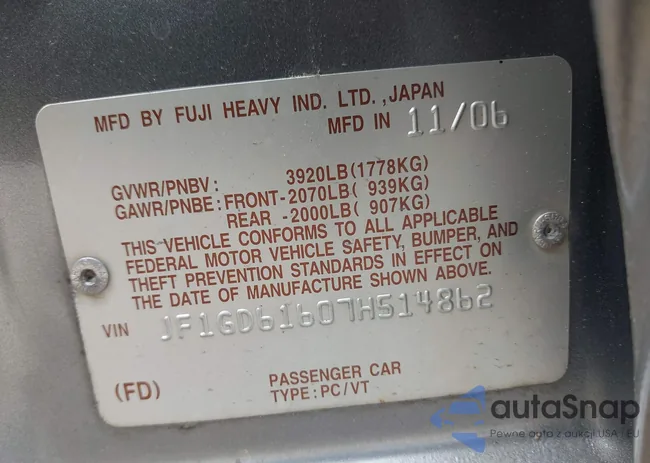 MFD BY FUJI HEAVY IND. LTD.,JAPAN
MFD IN 11/06
GVWR/PNBV: 3920LB(1778KG)
GAWR/PNBE: FRONT-2070LB( 939KG)
REAR -2000LB( 907KG)
THIS VEHICLE CONFORMS TO ALL APPLICABLE
FEDERAL MOTOR VEHICLE SAFETY, BUMPER, AND
THEFT PREVENTION STANDARDS IN EFFECT ON
THE DATE OF MANUFACTURE SHOWN ABOVE.
VIN JF1GD61607H514862
(FD) PASSENGER CAR
TYPE:PC/VT
autaSnap
Pewne auta z aukcji USA i EU